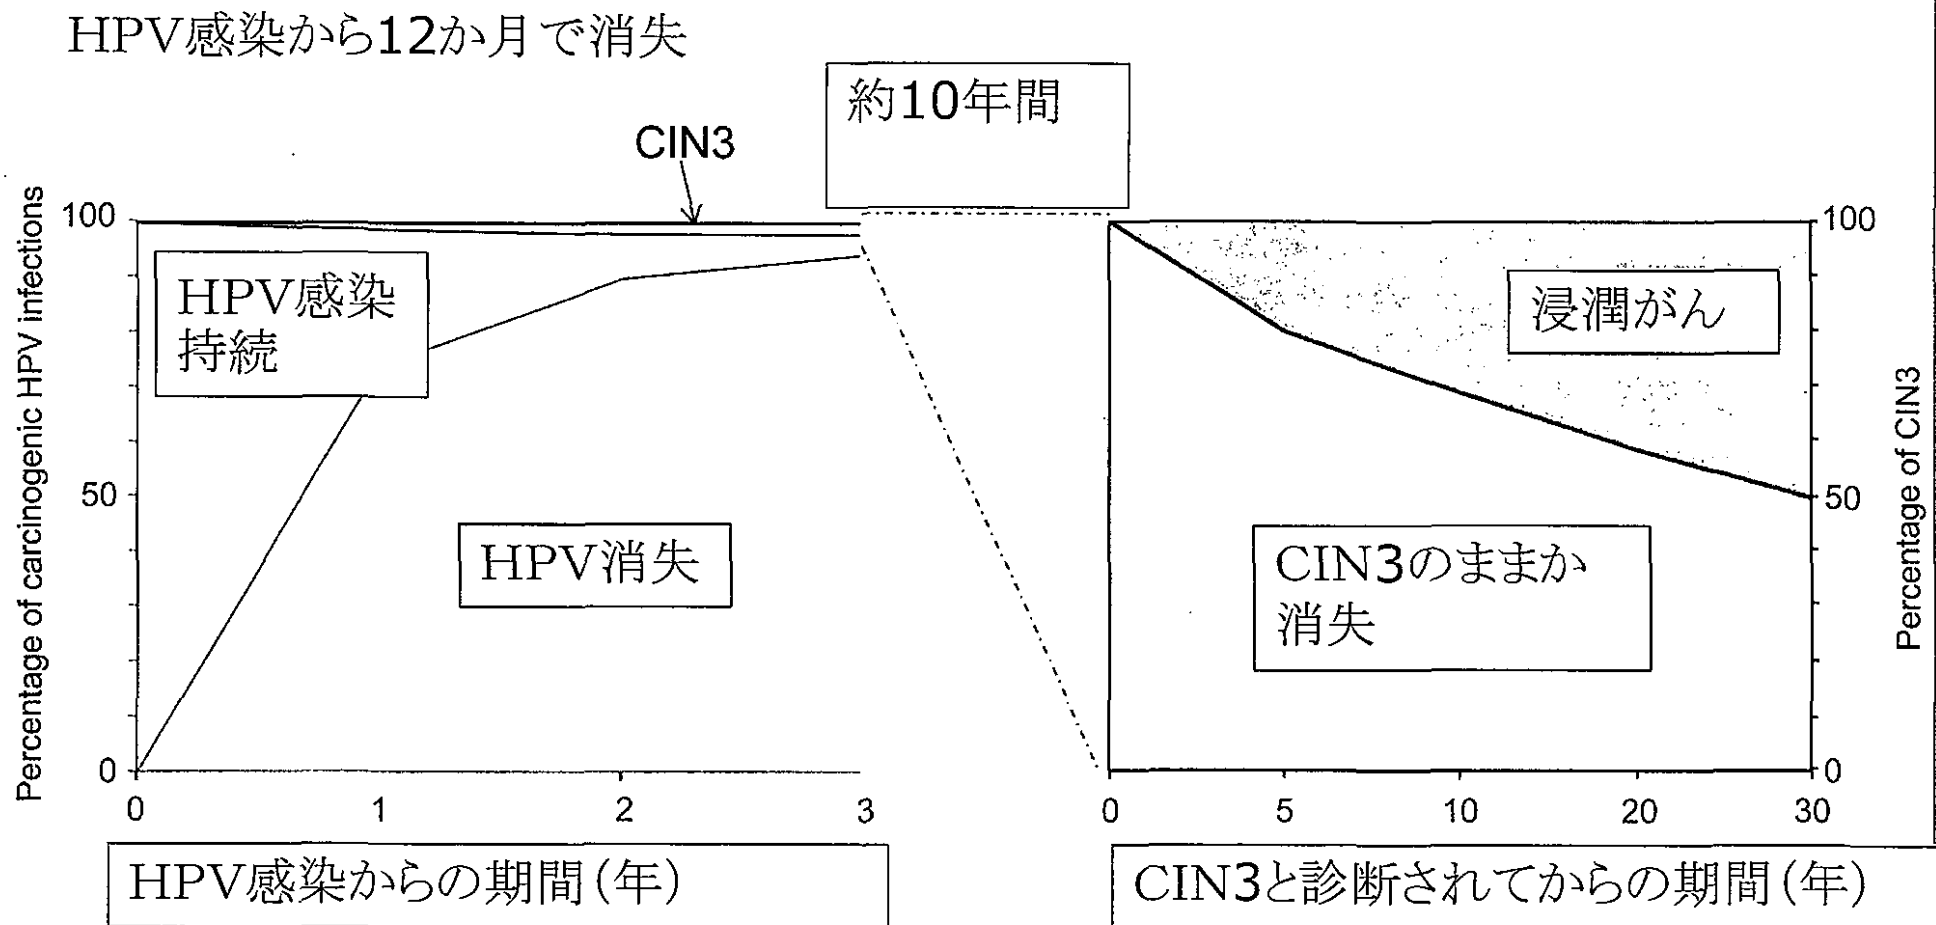 HPV感染から12か月で消失
約10年間
CIN3
Percentage of carcinogenic HPV infections
100
50
0
HPV感染
持続
HPV消失
0 1 2 3
HPV感染からの期間(年)
100
50
0
Percentage of CIN3
浸潤がん
CIN3のままか
消失
0 5 10 20 30
CIN3と診断されてからの期間(年)